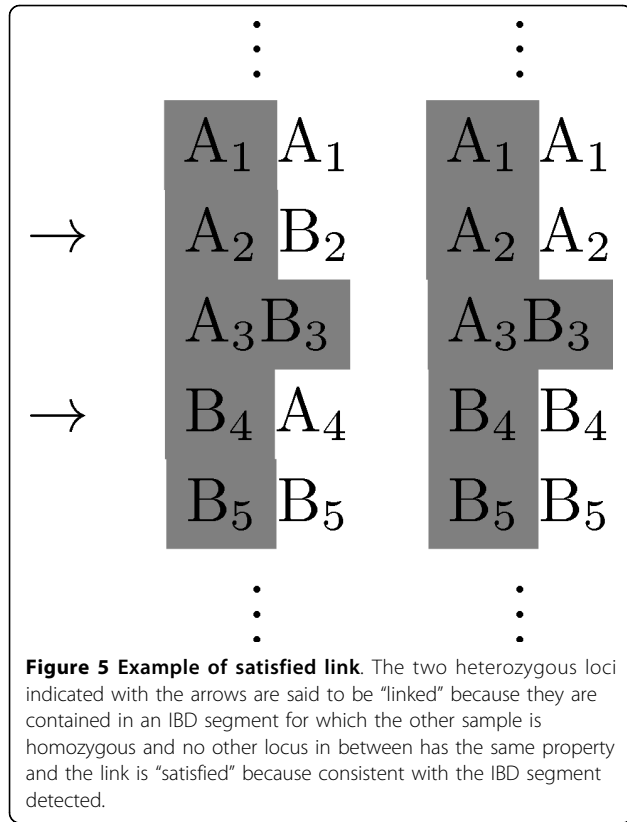 A₁ A₁ A₁ A₁
→ A₂ B₂ A₂ A₂
A₃B₃ A₃B₃
→ B₄ A₄ B₄ B₄
B₅ B₅ B₅ B₅
Figure 5 Example of satisfied link. The two heterozygous loci
indicated with the arrows are said to be “linked” because they are
contained in an IBD segment for which the other sample is
homozygous and no other locus in between has the same property
and the link is “satisfied” because consistent with the IBD segment
detected.